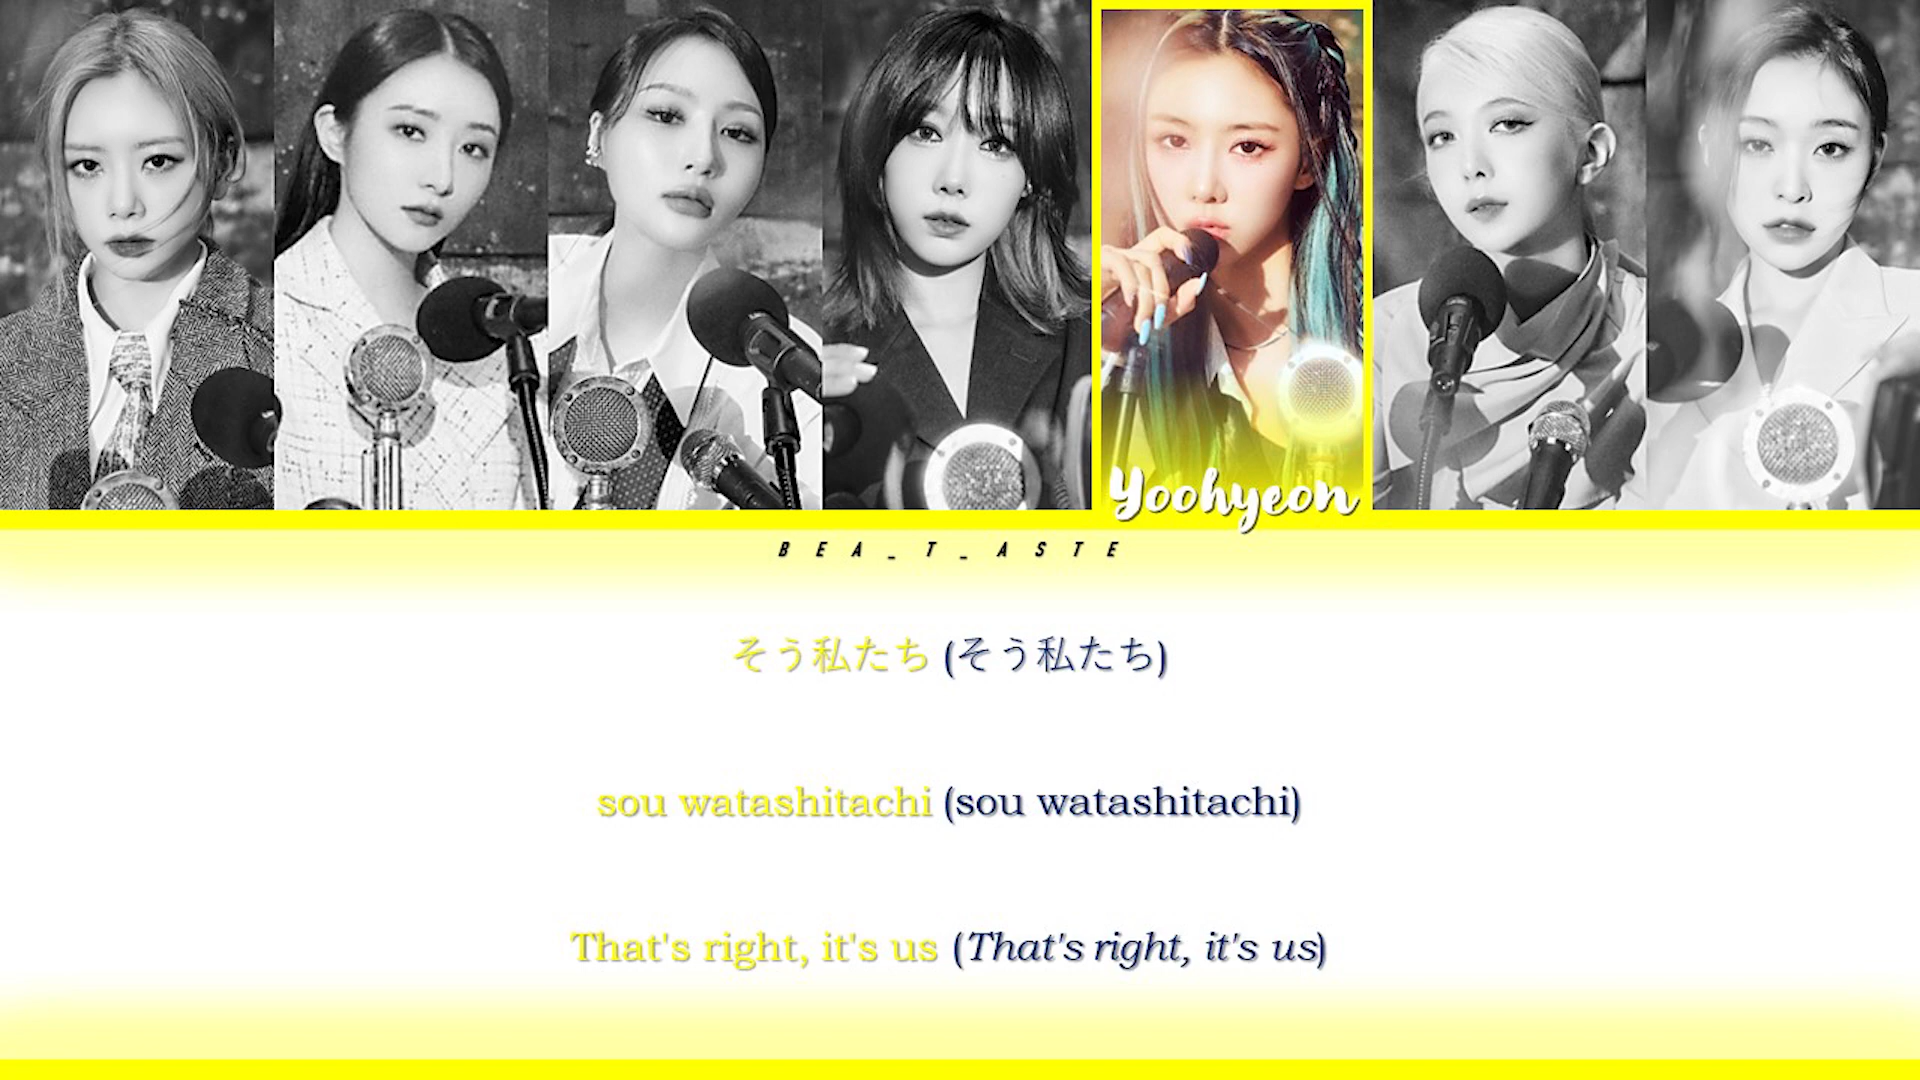 Yoohyeon
BEA_T_ASTE
そう私たち (そう私たち)
sou watashitachi (sou watashitachi)
That's right, it's us (That's right, it's us)